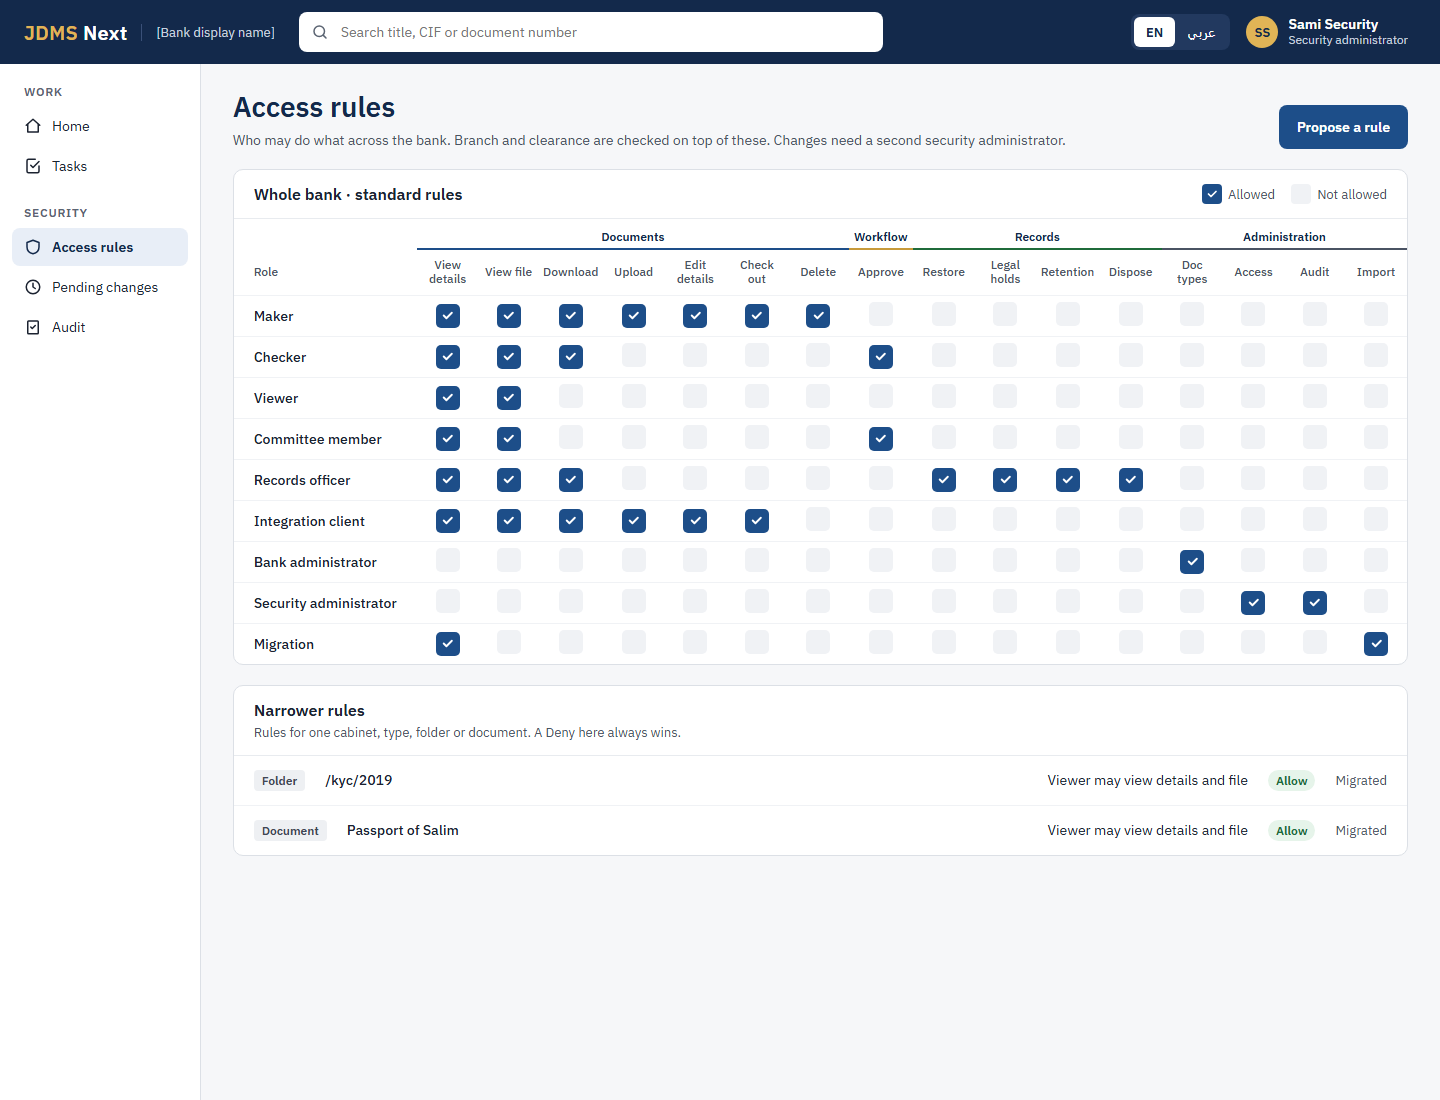 JDMS Next
[Bank display name]
Search title, CIF or document number
EN
عربي
SS
Sami Security
Security administrator
WORK
Home
Tasks
SECURITY
Access rules
Pending changes
Audit
Access rules
Who may do what across the bank. Branch and clearance are checked on top of these. Changes need a second security administrator.
Propose a rule
Whole bank · standard rules
Allowed
Not allowed
Documents
Workflow
Records
Administration
Role
View details
View file
Download
Upload
Edit details
Check out
Delete
Approve
Restore
Legal holds
Retention
Dispose
Doc types
Access
Audit
Import
Maker
Checker
Viewer
Committee member
Records officer
Integration client
Bank administrator
Security administrator
Migration
Narrower rules
Rules for one cabinet, type, folder or document. A Deny here always wins.
Folder
/kyc/2019
Viewer may view details and file
Allow
Migrated
Document
Passport of Salim
Viewer may view details and file
Allow
Migrated